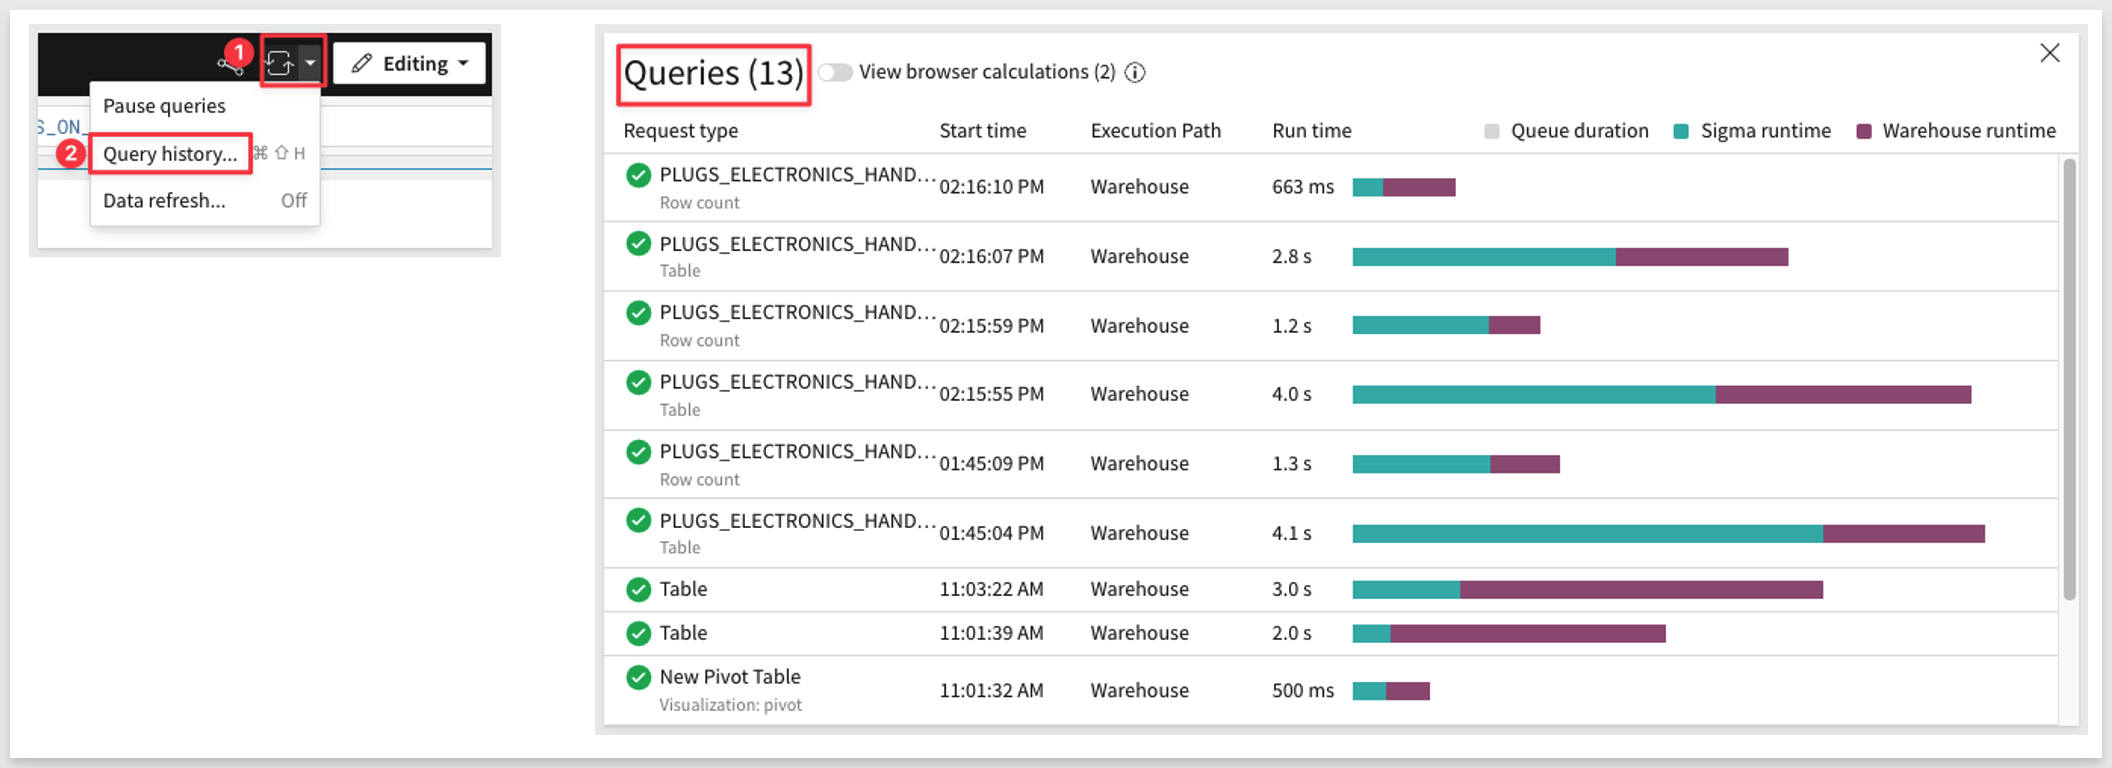 1
Editing
Pause queries
S_ON_
2
Query history... ⌘ ⇧ H
Data refresh... Off
Queries (13) View browser calculations (2)
Request type Start time Execution Path Run time Queue duration Sigma runtime Warehouse runtime
PLUGS_ELECTRONICS_HAND... 02:16:10 PM Warehouse 663 ms
Row count
PLUGS_ELECTRONICS_HAND... 02:16:07 PM Warehouse 2.8 s
Table
PLUGS_ELECTRONICS_HAND... 02:15:59 PM Warehouse 1.2 s
Row count
PLUGS_ELECTRONICS_HAND... 02:15:55 PM Warehouse 4.0 s
Table
PLUGS_ELECTRONICS_HAND... 01:45:09 PM Warehouse 1.3 s
Row count
PLUGS_ELECTRONICS_HAND... 01:45:04 PM Warehouse 4.1 s
Table
Table 11:03:22 AM Warehouse 3.0 s
Table 11:01:39 AM Warehouse 2.0 s
New Pivot Table 11:01:32 AM Warehouse 500 ms
Visualization: pivot